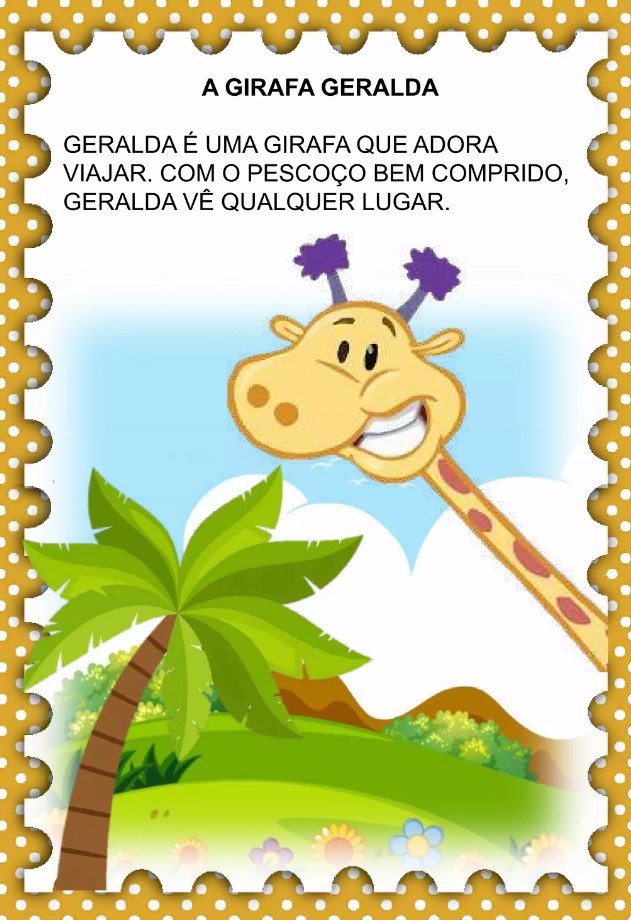 A GIRAFA GERALDA
GERALDA É UMA GIRAFA QUE ADORA
VIAJAR. COM O PESCOÇO BEM COMPRIDO,
GERALDA VÊ QUALQUER LUGAR.